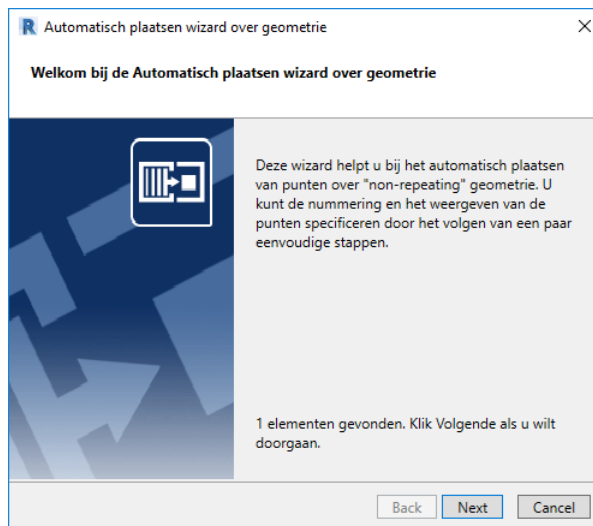 Automatisch plaatsen wizard over geometrie
Welkom bij de Automatisch plaatsen wizard over geometrie
Deze wizard helpt u bij het automatisch plaatsen
van punten over "non-repeating" geometrie. U
kunt de nummering en het weergeven van de
punten specificeren door het volgen van een paar
eenvoudige stappen.
1 elementen gevonden. Klik Volgende als u wilt
doorgaan.
Back Next Cancel